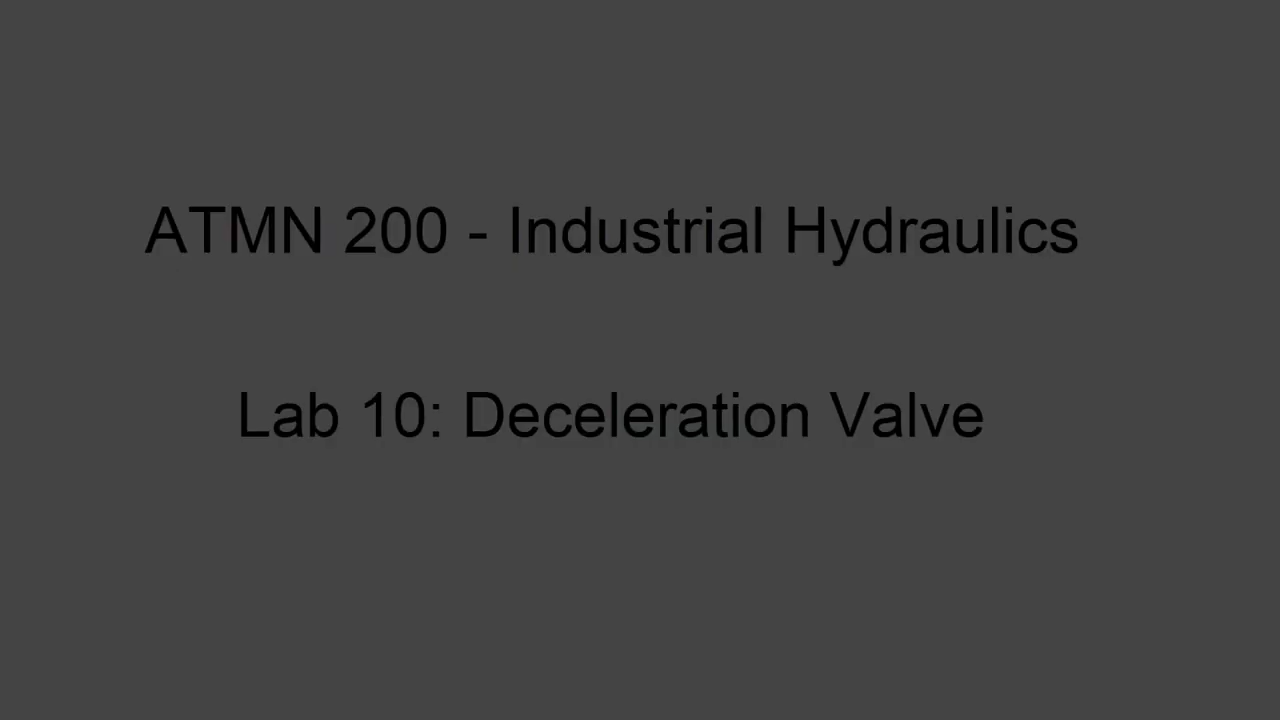 ATMN 200 - Industrial Hydraulics
Lab 10: Deceleration Valve